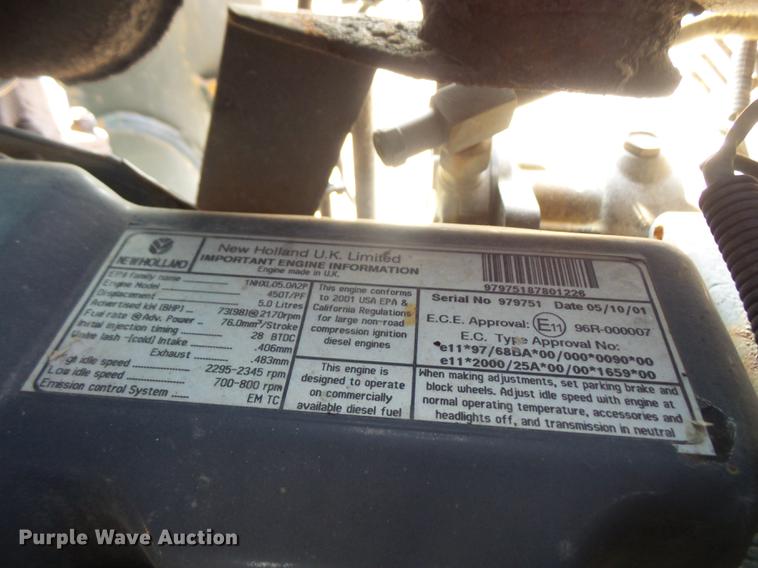 NEW HOLLAND
New Holland U.K. Limited
IMPORTANT ENGINE INFORMATION
Engine made in U.K.
EPA family name 1NHXL05.0A2P
Engine Model 450T/PF
Displacement 5.0 Litres
Advertised kW (BHP) 73(98)@2170rpm
Fuel rate @ Adv. Power 76.0mm³/Stroke
Initial injection timing 28 BTDC
lash -(cold) Intake .406mm
Exhaust .483mm
idle speed 2295-2345 rpm
Low idle speed 700-800 rpm
Emission control System EM TC
This engine conforms
to 2001 USA EPA &
California Regulations
for large non-road
compression ignition
diesel engines
This engine is
designed to operate
on commercially
available diesel fuel
97975187801226
Serial No 979751 Date 05/10/01
E.C.E. Approval: E11 96R-000007
E.C. Type Approval No:
e11*97/68BA*00/000*0090*00
e11*2000/25A*00/00*1659*00
When making adjustments, set parking brake and
block wheels. Adjust idle speed with engine at
normal operating temperature, accessories and
headlights off, and transmission in neutral
Purple Wave Auction